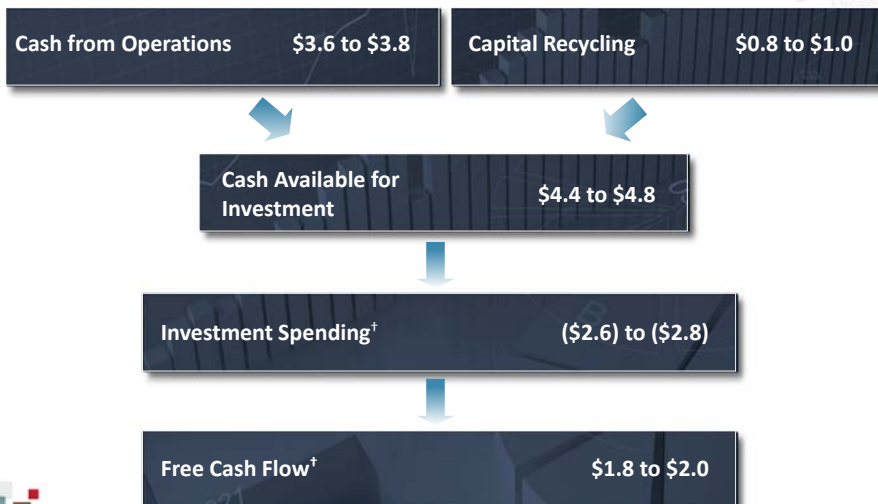 Cash from Operations $3.6 to $3.8
Capital Recycling $0.8 to $1.0
Cash Available for
Investment $4.4 to $4.8
Investment Spending† ($2.6) to ($2.8)
Free Cash Flow† $1.8 to $2.0